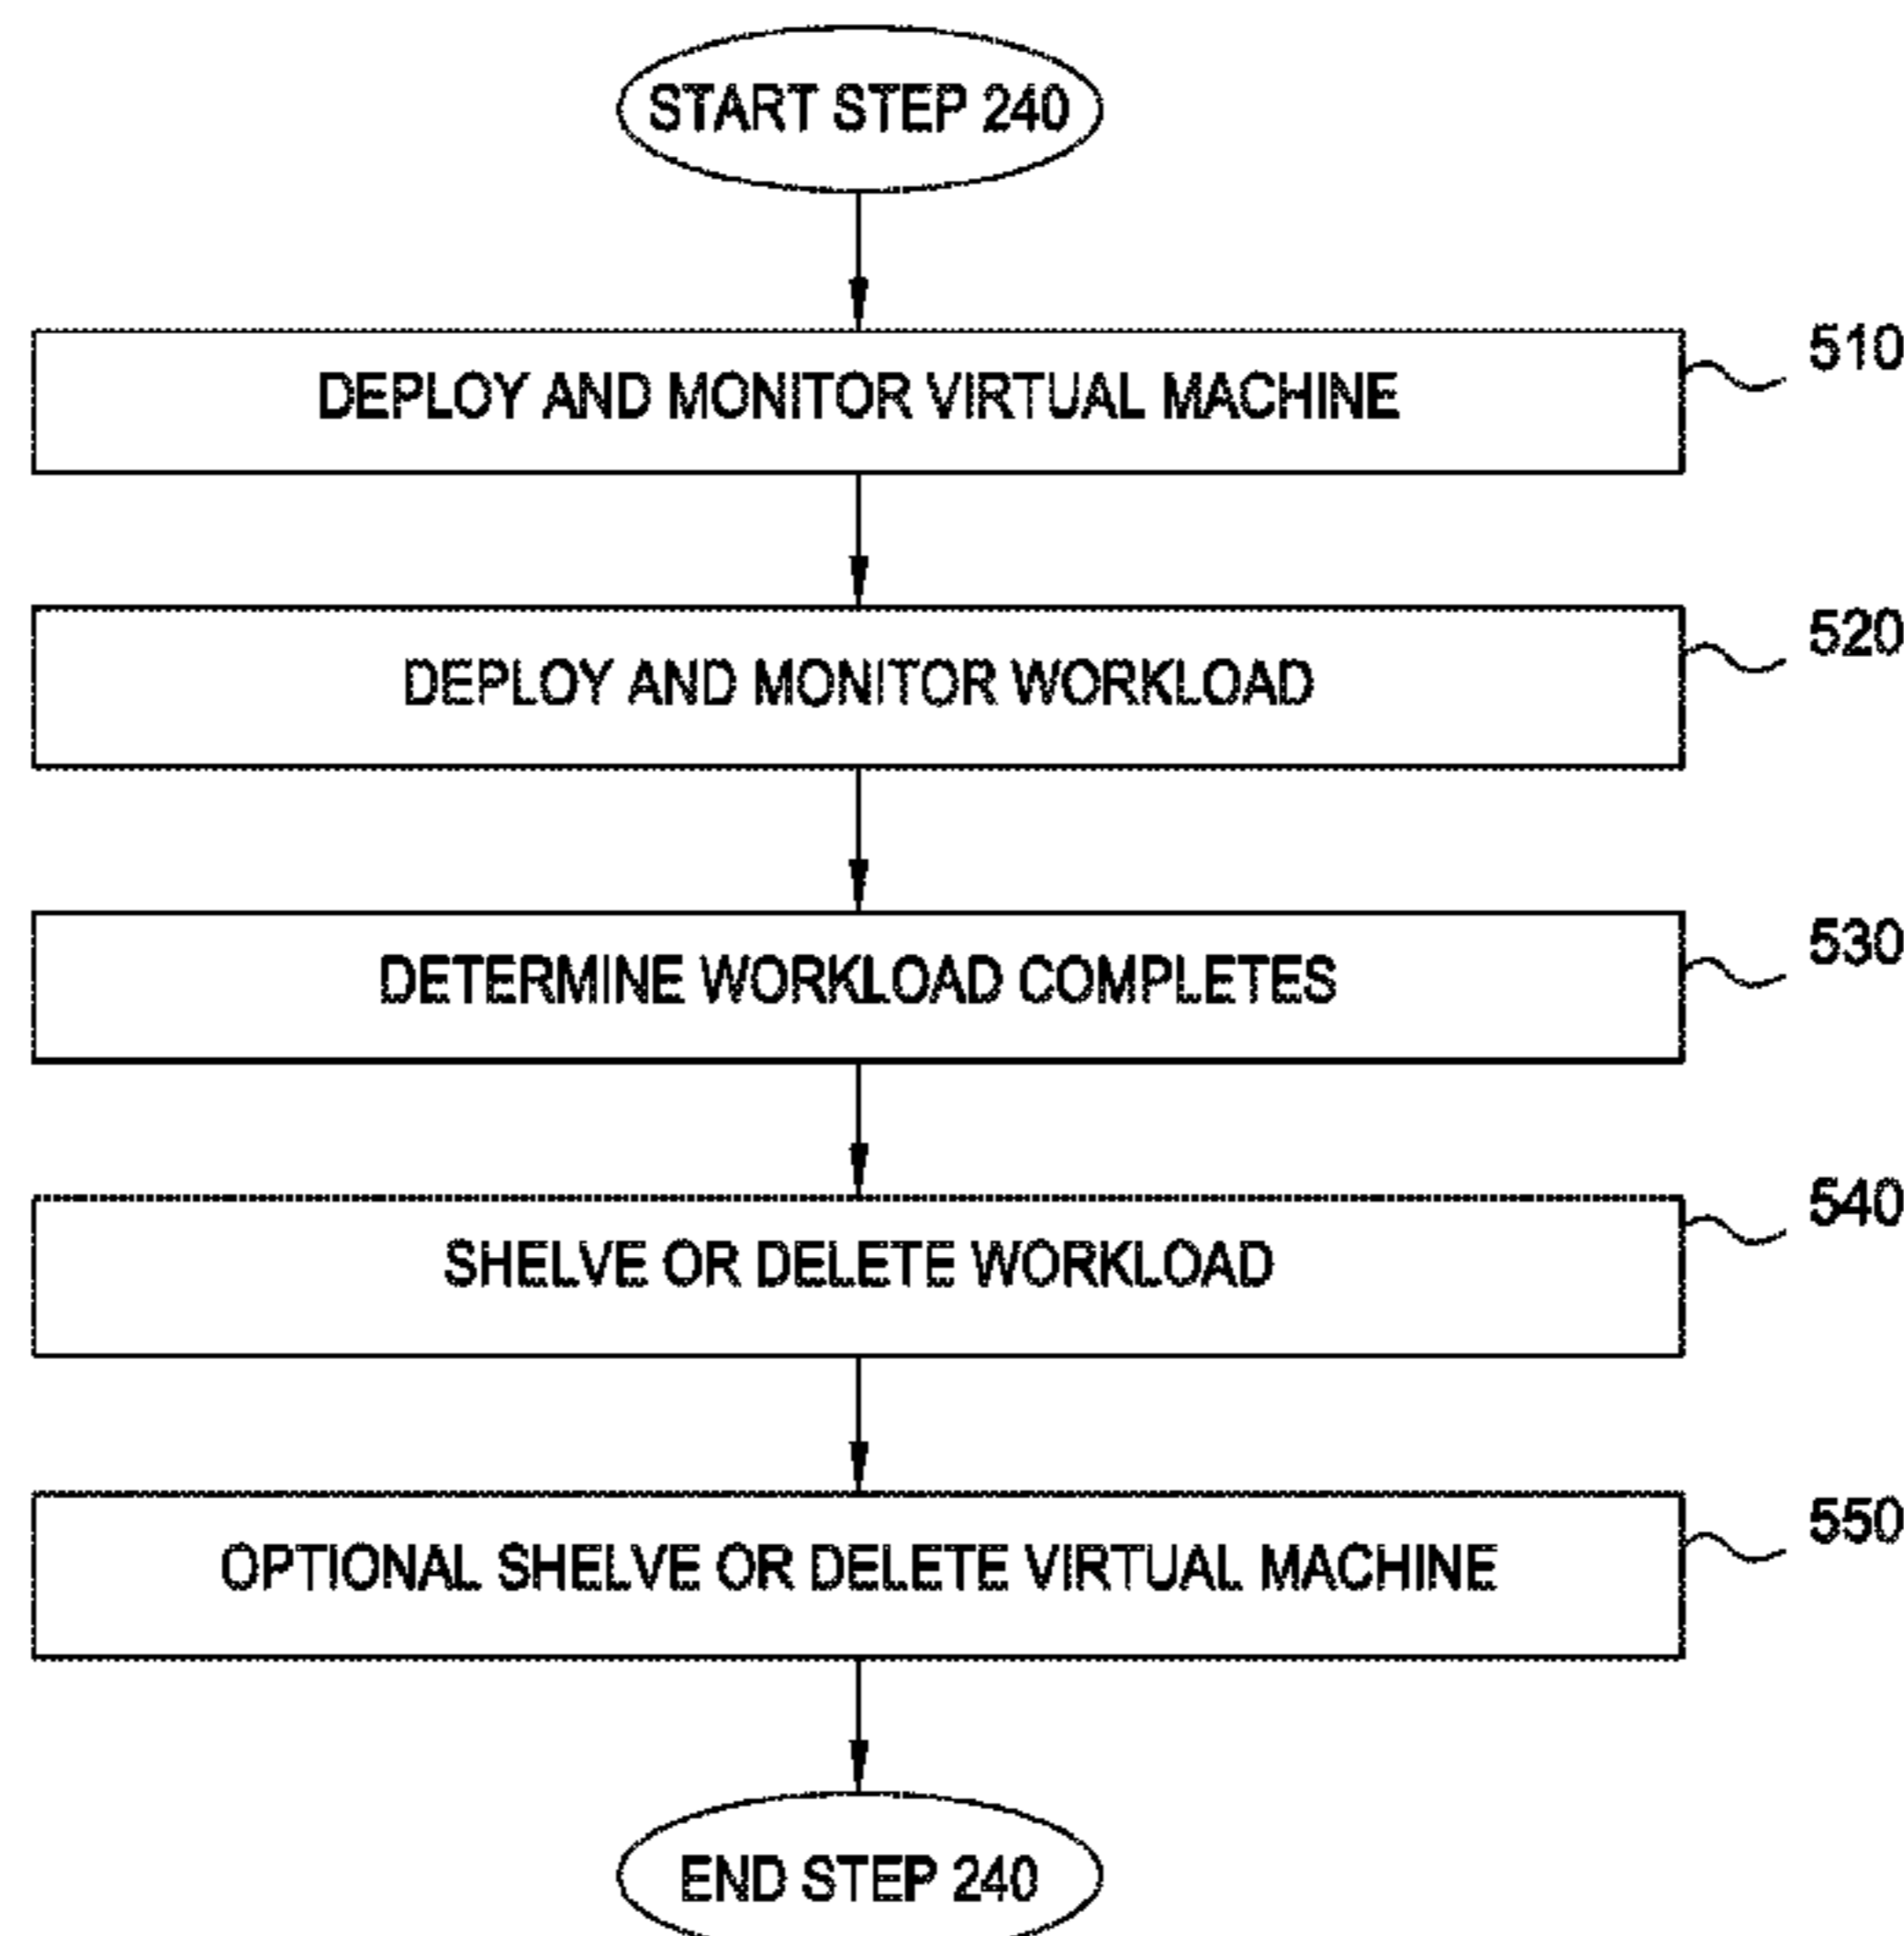 START STEP 240
DEPLOY AND MONITOR VIRTUAL MACHINE
510
DEPLOY AND MONITOR WORKLOAD
520
DETERMINE WORKLOAD COMPLETES
530
SHELVE OR DELETE WORKLOAD
540
OPTIONAL SHELVE OR DELETE VIRTUAL MACHINE
550
END STEP 240